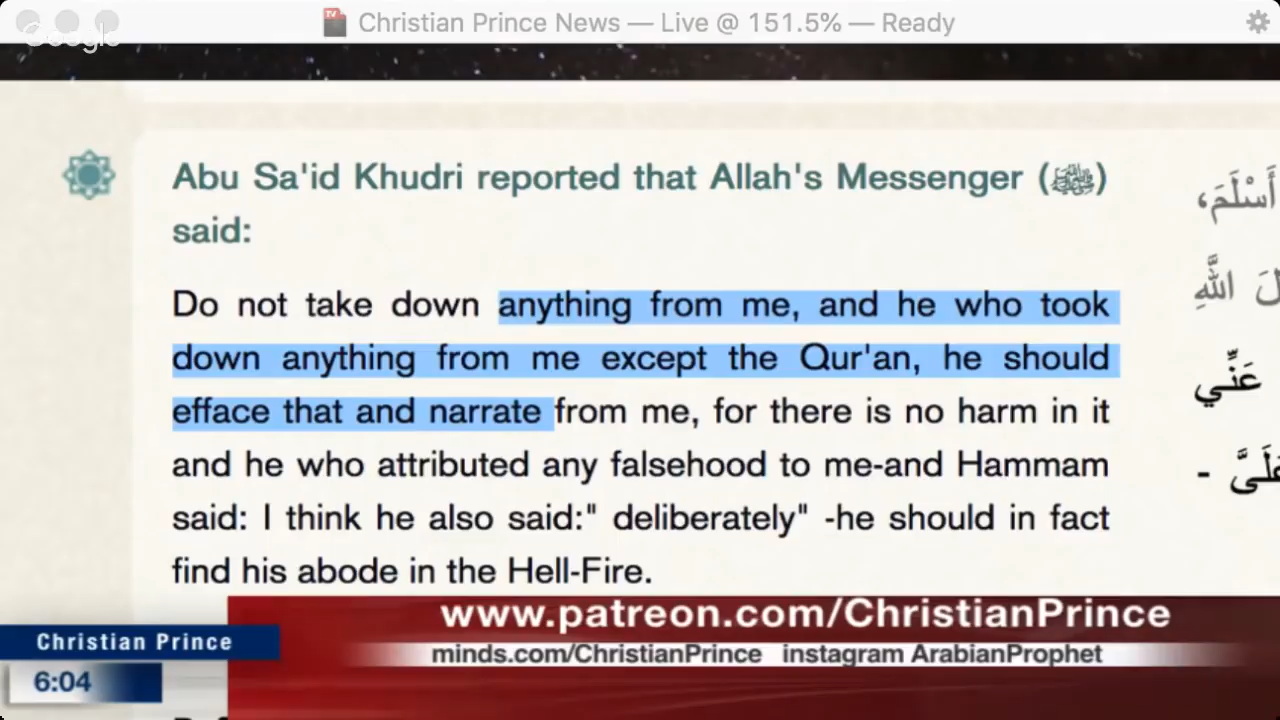 Christian Prince News — Live @ 151.5% — Ready
Google
Abu Sa'id Khudri reported that Allah's Messenger (ﷺ)
said:
Do not take down anything from me, and he who took
down anything from me except the Qur'an, he should
efface that and narrate from me, for there is no harm in it
and he who attributed any falsehood to me-and Hammam
said: I think he also said:" deliberately" -he should in fact
find his abode in the Hell-Fire.
أَسْلَمَ،
اللَّهِ
عَنِّي
عَلَىَّ -
www.patreon.com/ChristianPrince
Christian Prince
minds.com/ChristianPrince instagram ArabianProphet
6:04